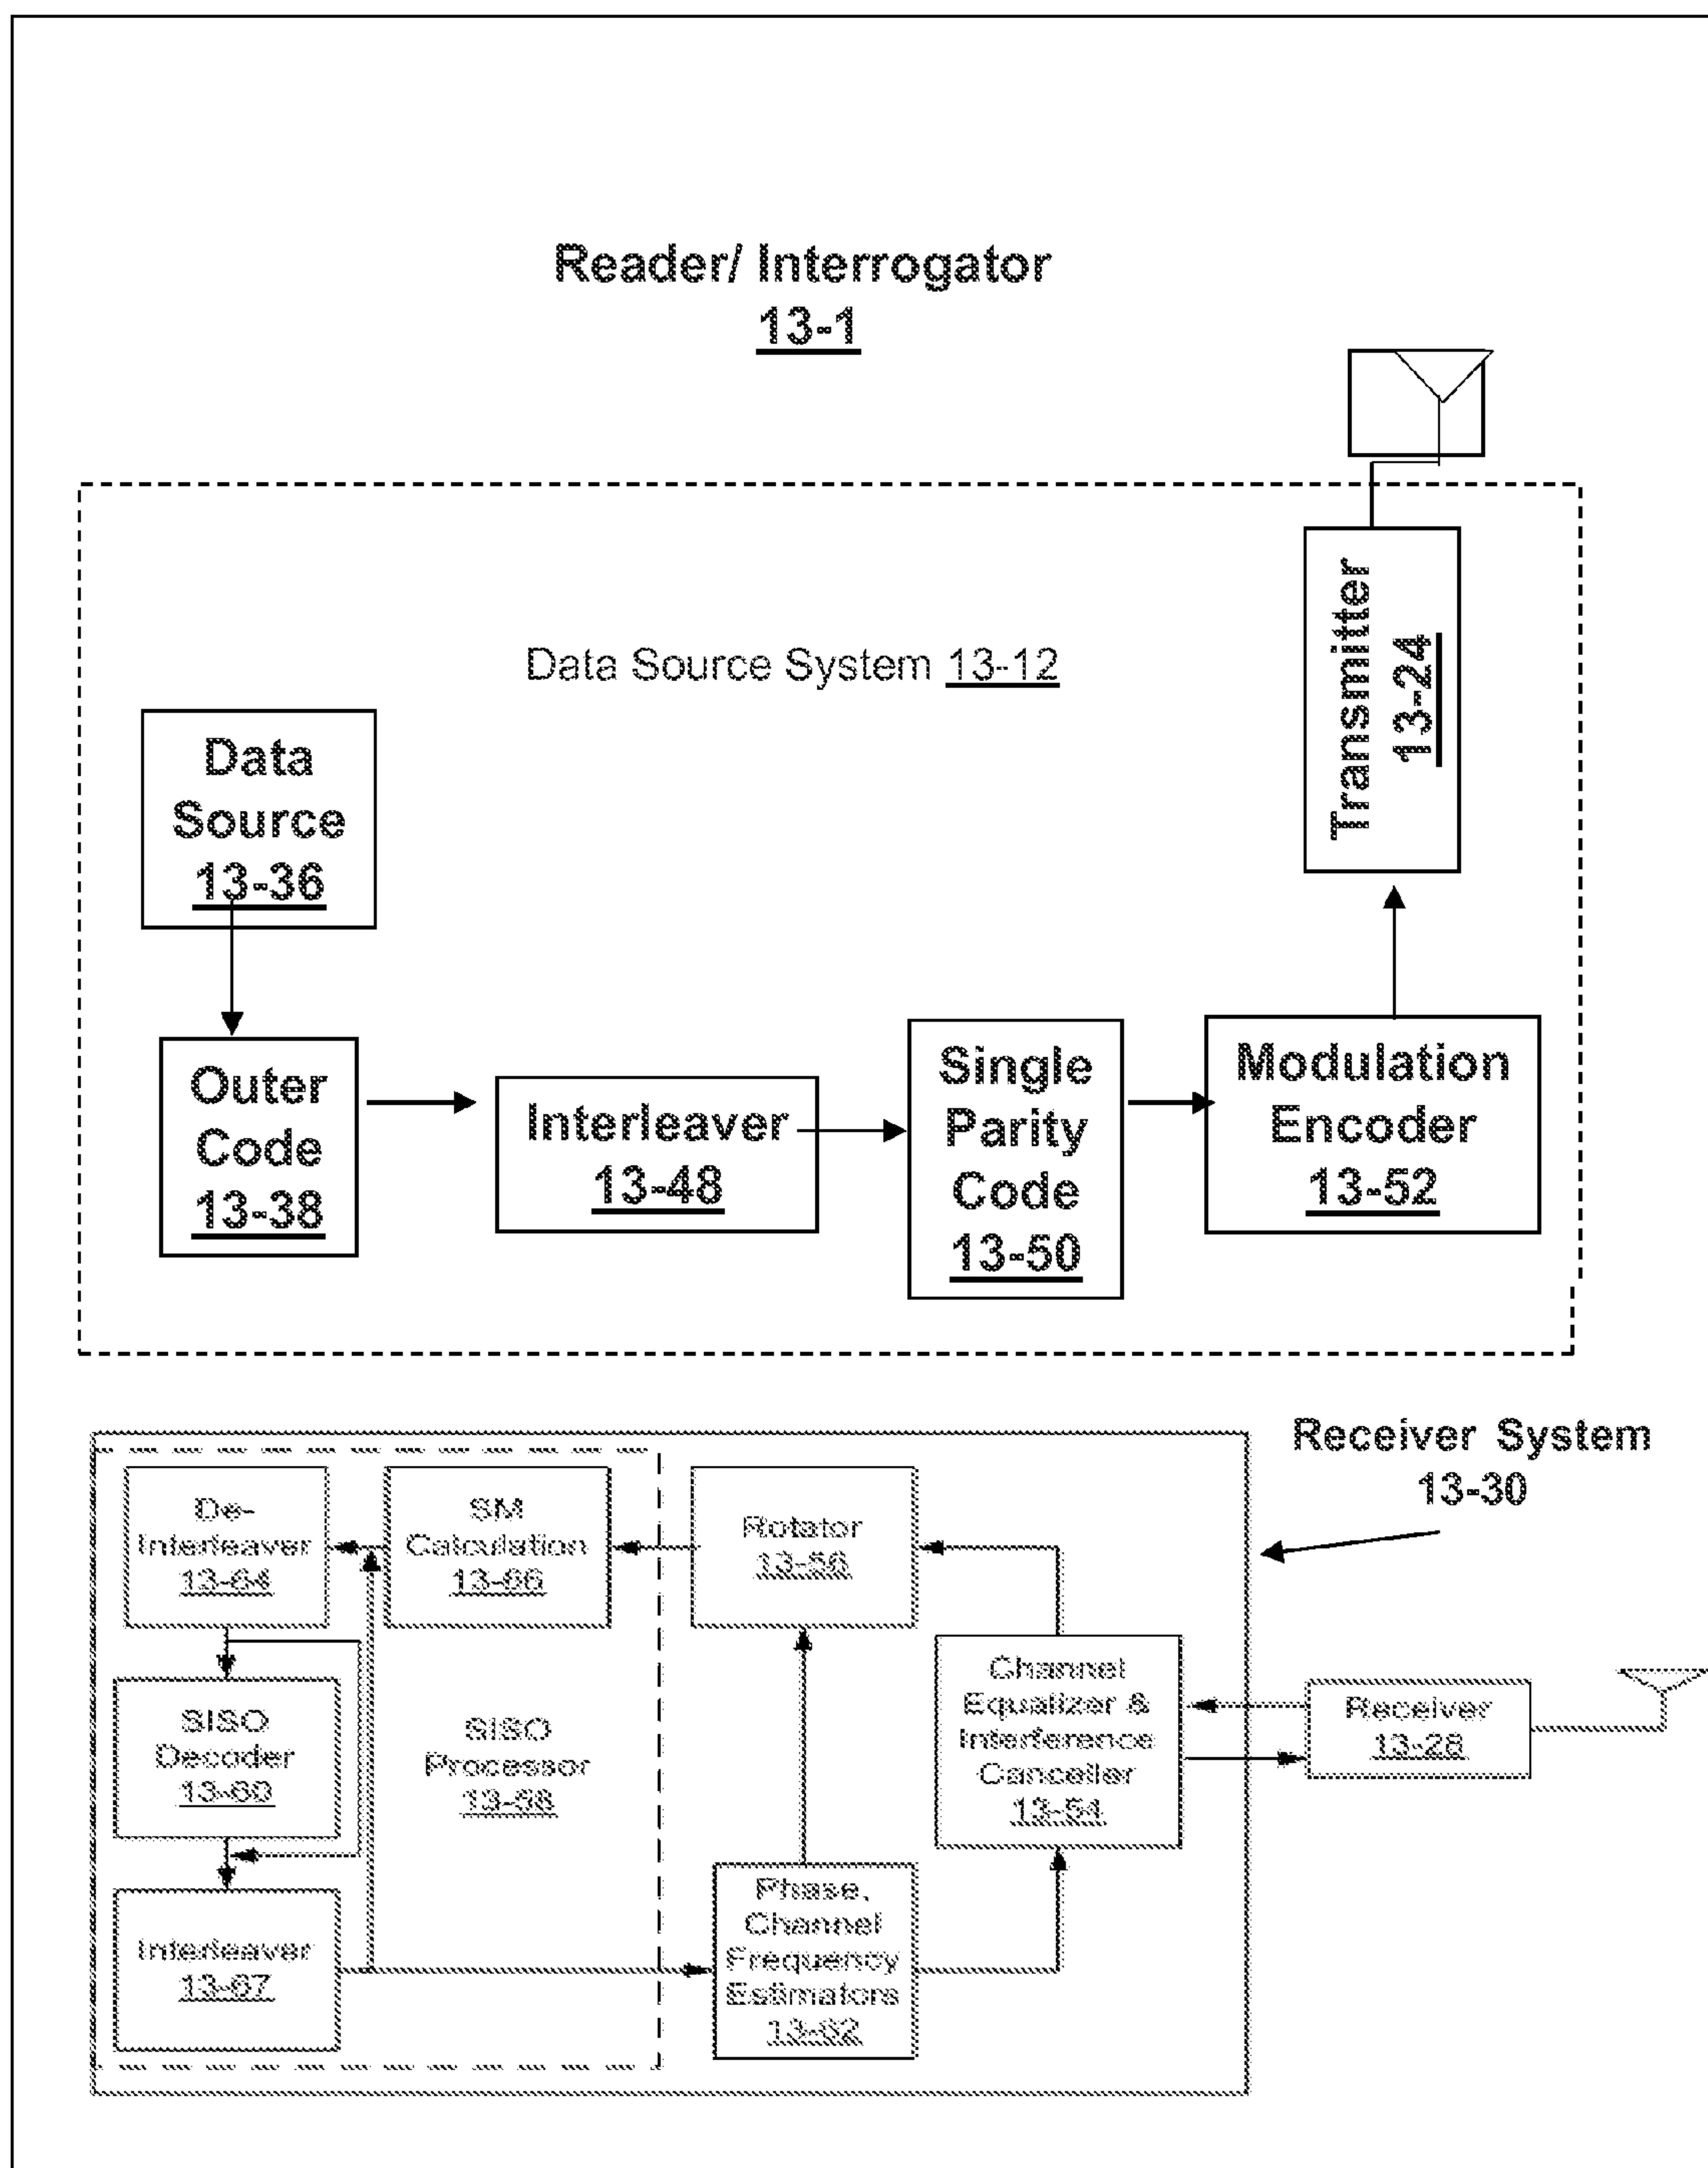 Reader/ Interrogator
13-1
Transmitter
13-24
Data Source System 13-12
Data
Source
13-36
Outer
Code
13-38
Interleaver
13-48
Single
Parity
Code
13-50
Modulation
Encoder
13-52
Receiver System
13-30
De-
Interleaver
13-64
SM
Calculation
13-66
Rotator
13-56
Channel
Equalizer &
Interference
Canceller
13-54
Receiver
13-28
SISO
Decoder
13-60
SISO
Processor
Phase,
Channel
Frequency
Estimators
13-62
Interleaver
13-67